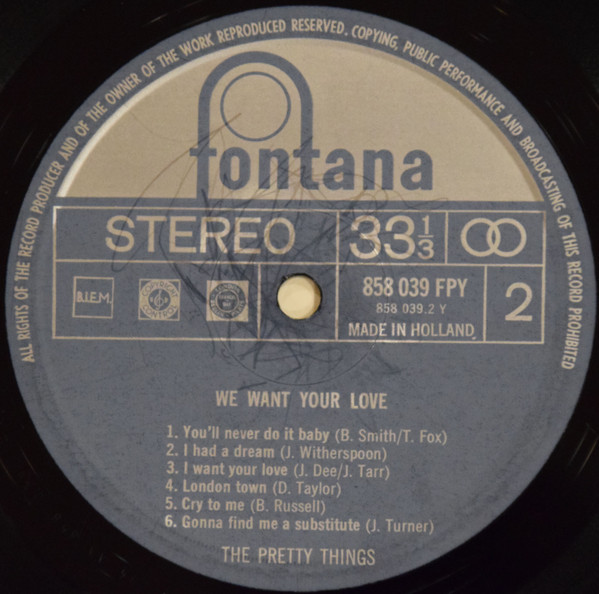 ALL RIGHTS OF THE RECORD PRODUCER AND OF THE OWNER OF THE WORK REPRODUCED RESERVED. COPYING, PUBLIC PERFORMANCE AND BROADCASTING OF THIS RECORD PROHIBITED
fontana
STEREO 33⅓
B.I.E.M.
858 039 FPY
858 039.2 Y
MADE IN HOLLAND
2
WE WANT YOUR LOVE
1. You'll never do it baby (B. Smith/T. Fox)
2. I had a dream (J. Witherspoon)
3. I want your love (J. Dee/J. Tarr)
4. London town (D. Taylor)
5. Cry to me (B. Russell)
6. Gonna find me a substitute (J. Turner)
THE PRETTY THINGS